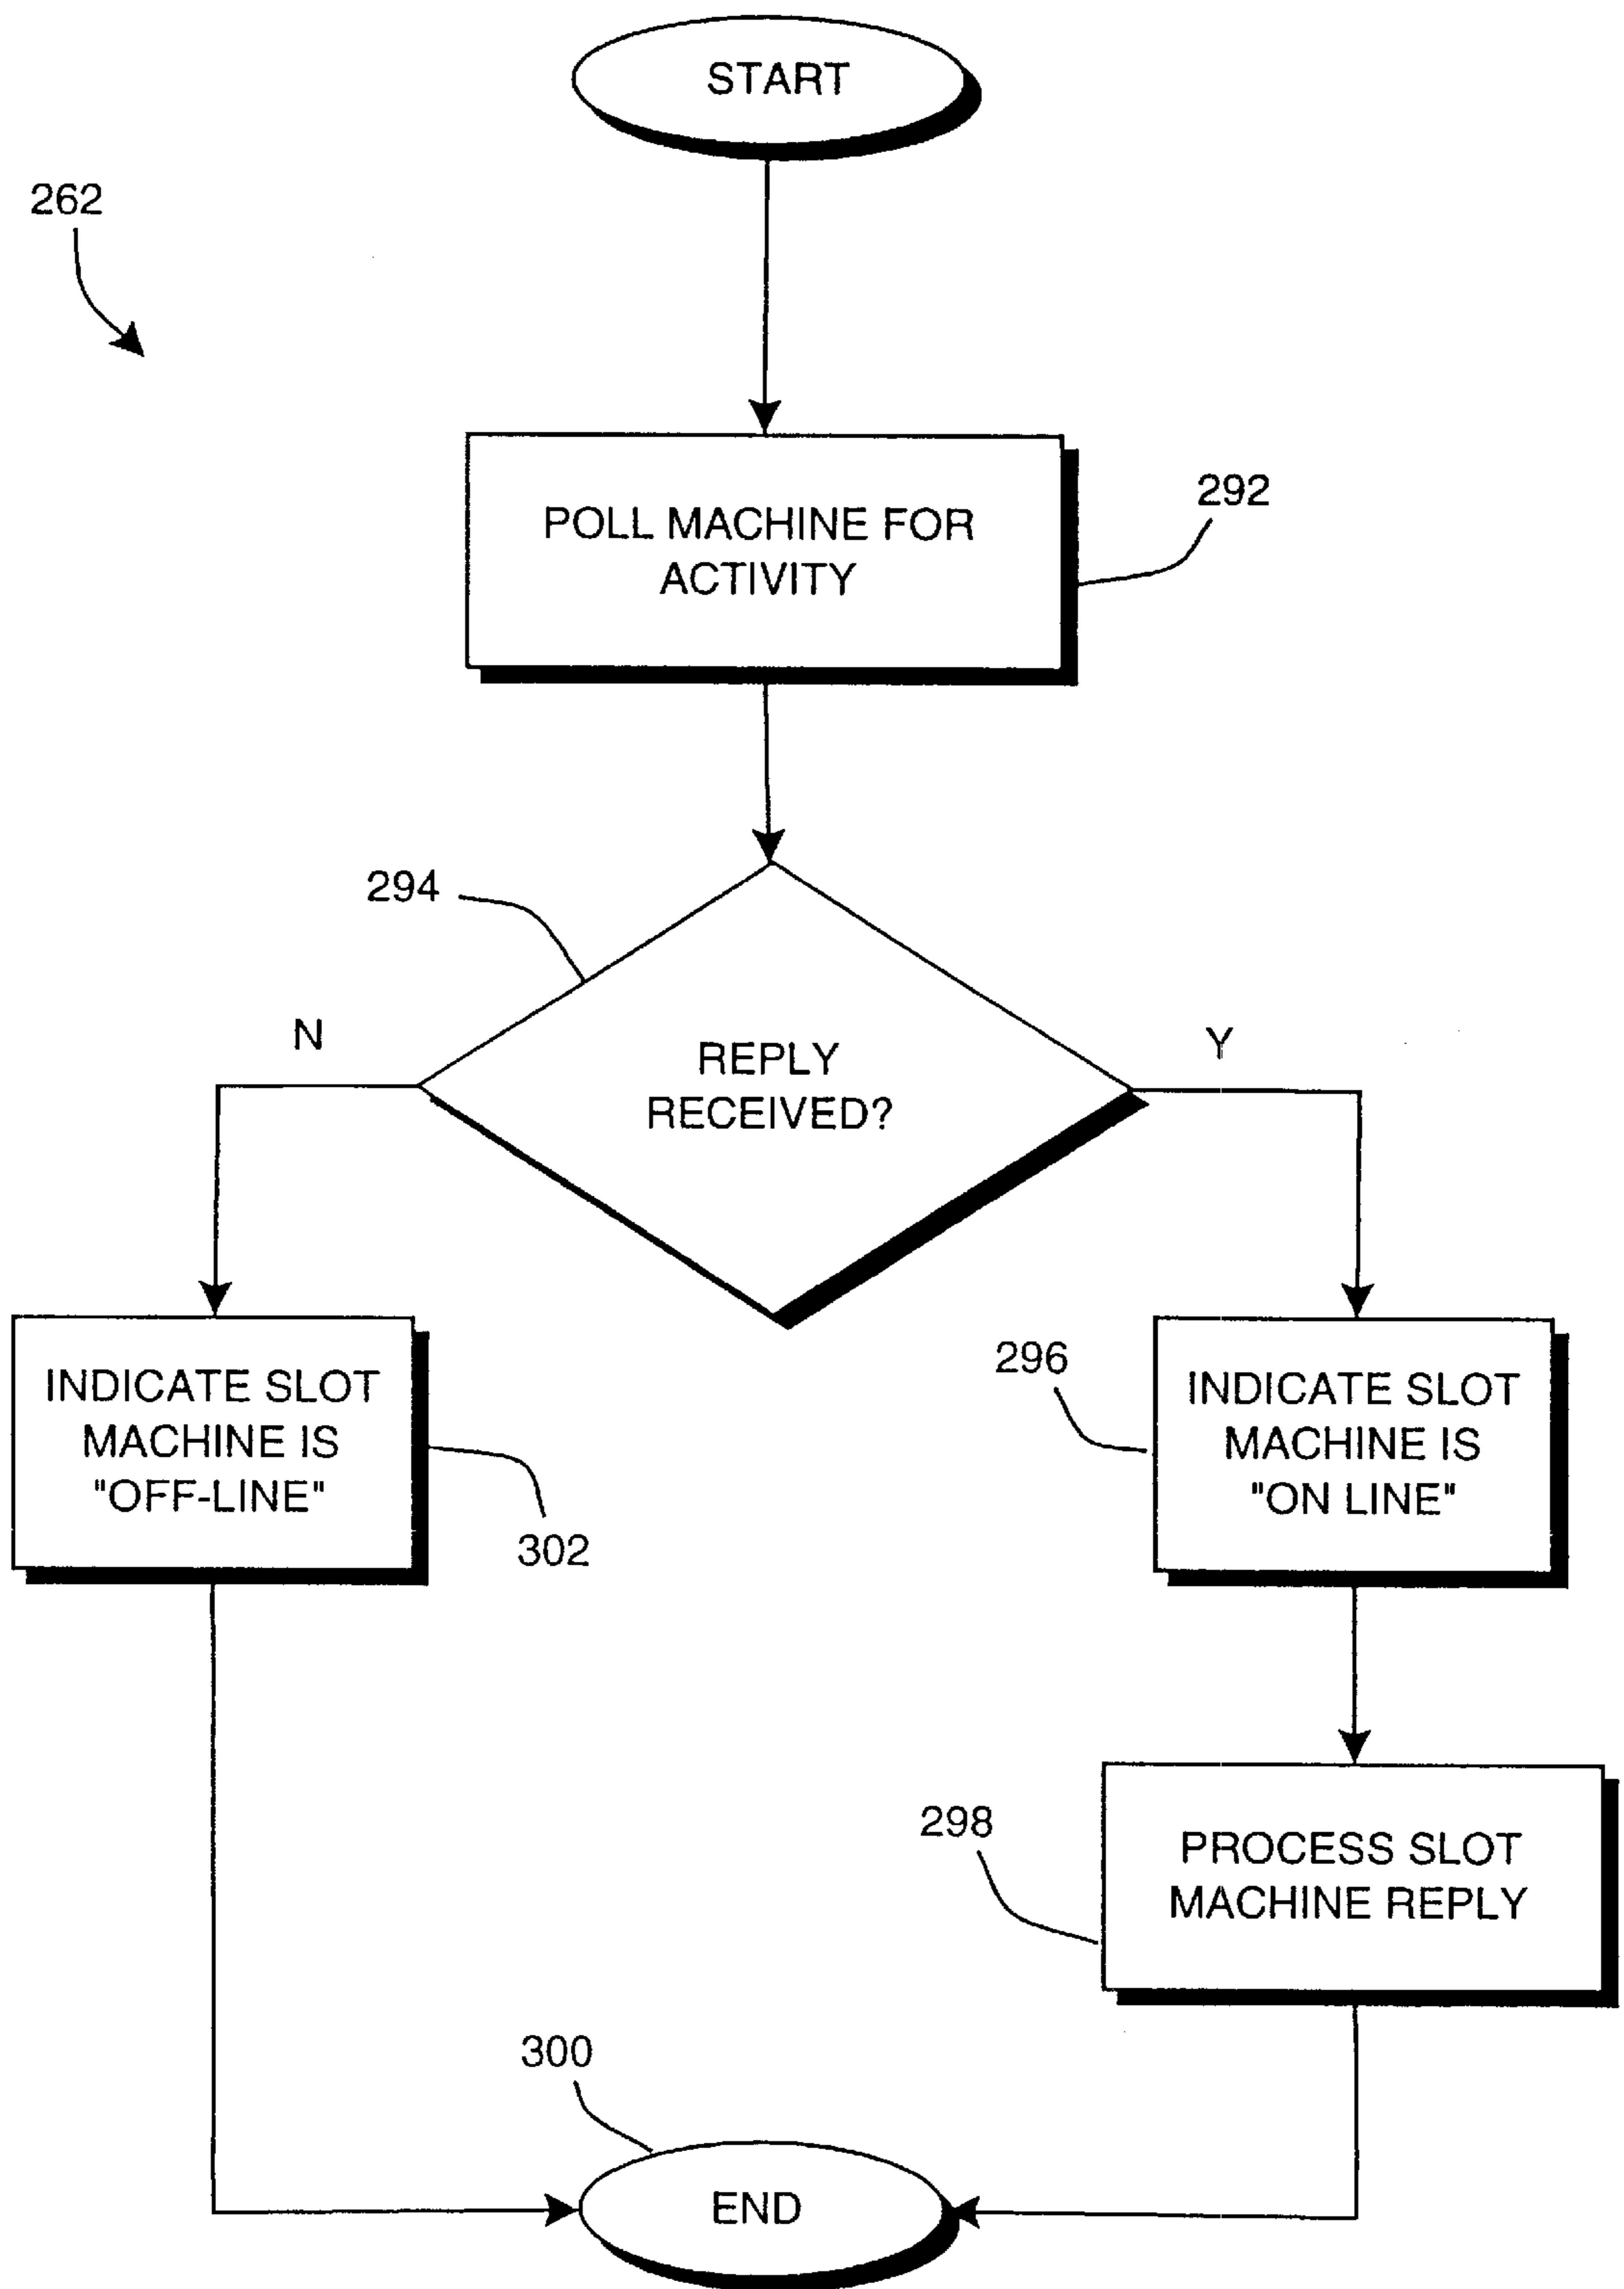 START
262
POLL MACHINE FOR
ACTIVITY
292
294
N
REPLY
RECEIVED?
Y
INDICATE SLOT
MACHINE IS
"OFF-LINE"
302
296
INDICATE SLOT
MACHINE IS
"ON LINE"
298
PROCESS SLOT
MACHINE REPLY
300
END